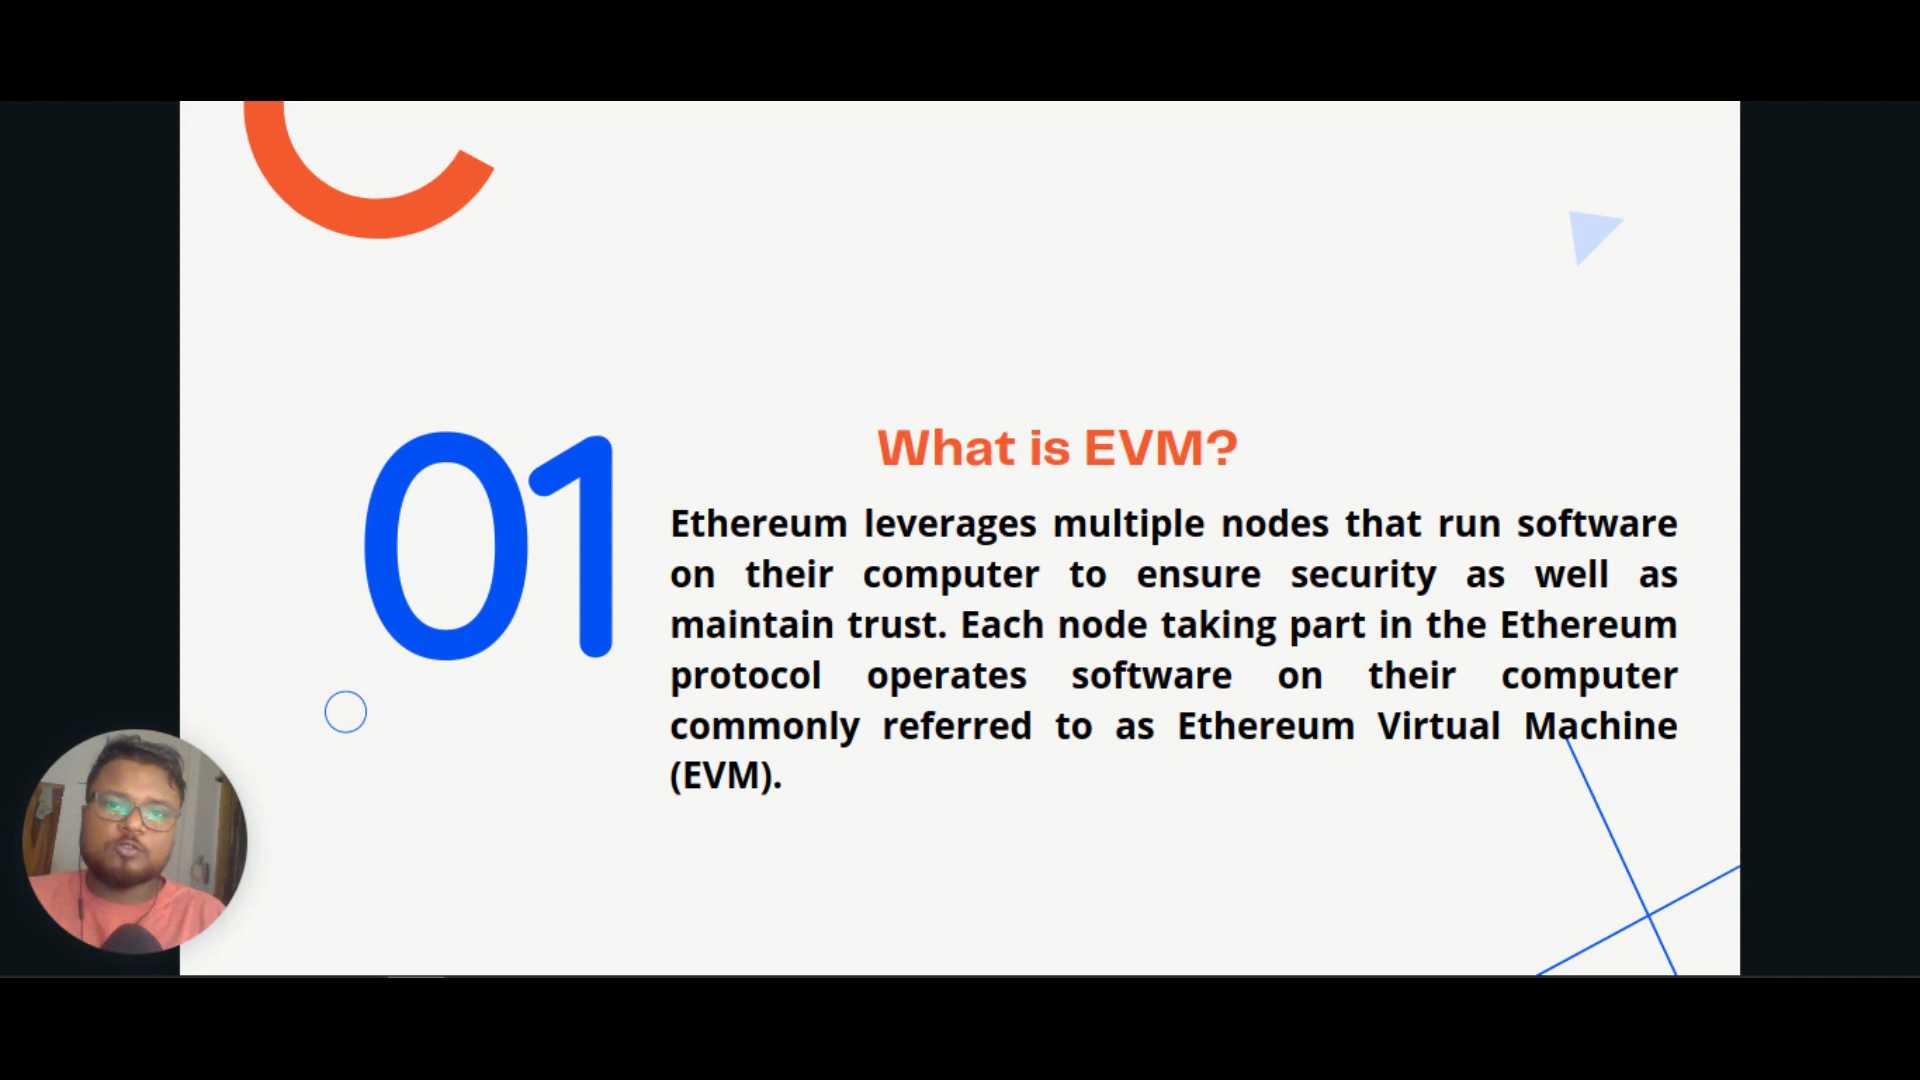 01
What is EVM?
Ethereum leverages multiple nodes that run software
on their computer to ensure security as well as
maintain trust. Each node taking part in the Ethereum
protocol operates software on their computer
commonly referred to as Ethereum Virtual Machine
(EVM).